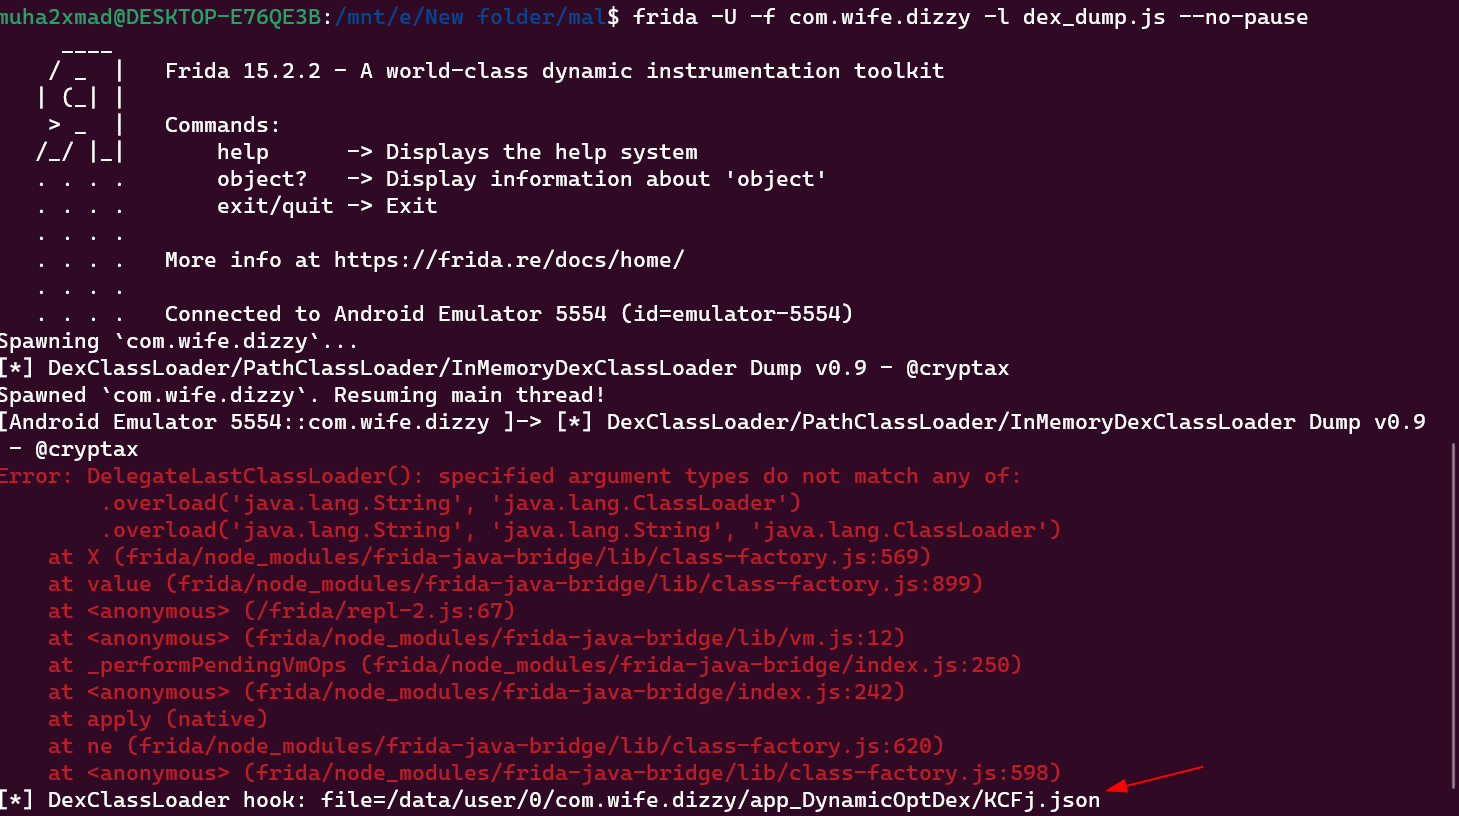 muha2xmad@DESKTOP-E76QE3B:/mnt/e/New folder/mal$ frida -U -f com.wife.dizzy -l dex_dump.js --no-pause
     ____
    / _  |   Frida 15.2.2 - A world-class dynamic instrumentation toolkit
   | (_| |
    > _  |   Commands:
   /_/ |_|       help      -> Displays the help system
   . . . .       object?   -> Display information about 'object'
   . . . .       exit/quit -> Exit
   . . . .
   . . . .   More info at https://frida.re/docs/home/
   . . . .
   . . . .   Connected to Android Emulator 5554 (id=emulator-5554)
Spawning `com.wife.dizzy`...
[*] DexClassLoader/PathClassLoader/InMemoryDexClassLoader Dump v0.9 - @cryptax
Spawned `com.wife.dizzy`. Resuming main thread!
[Android Emulator 5554::com.wife.dizzy ]-> [*] DexClassLoader/PathClassLoader/InMemoryDexClassLoader Dump v0.9
 - @cryptax
Error: DelegateLastClassLoader(): specified argument types do not match any of:
        .overload('java.lang.String', 'java.lang.ClassLoader')
        .overload('java.lang.String', 'java.lang.String', 'java.lang.ClassLoader')
    at X (frida/node_modules/frida-java-bridge/lib/class-factory.js:569)
    at value (frida/node_modules/frida-java-bridge/lib/class-factory.js:899)
    at <anonymous> (/frida/repl-2.js:67)
    at <anonymous> (frida/node_modules/frida-java-bridge/lib/vm.js:12)
    at _performPendingVmOps (frida/node_modules/frida-java-bridge/index.js:250)
    at <anonymous> (frida/node_modules/frida-java-bridge/index.js:242)
    at apply (native)
    at ne (frida/node_modules/frida-java-bridge/lib/class-factory.js:620)
    at <anonymous> (frida/node_modules/frida-java-bridge/lib/class-factory.js:598)
[*] DexClassLoader hook: file=/data/user/0/com.wife.dizzy/app_DynamicOptDex/KCFj.json